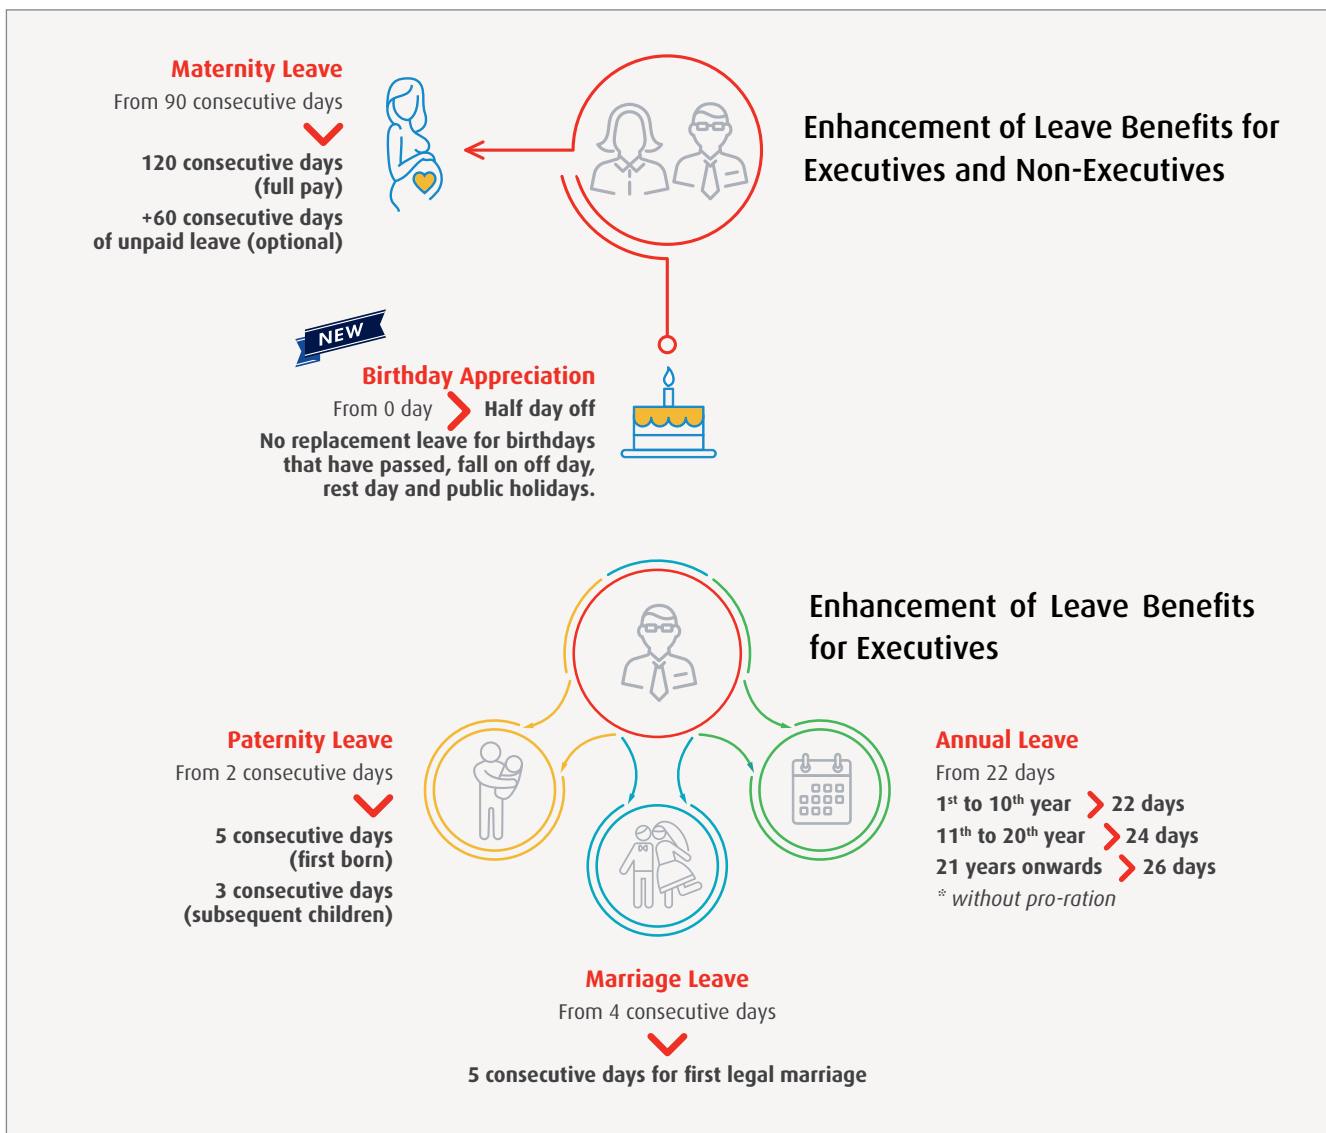 Maternity Leave
From 90 consecutive days
120 consecutive days
(full pay)
+60 consecutive days
of unpaid leave (optional)
Enhancement of Leave Benefits for
Executives and Non-Executives
NEW
Birthday Appreciation
From 0 day Half day off
No replacement leave for birthdays
that have passed, fall on off day,
rest day and public holidays.
Enhancement of Leave Benefits
for Executives
Paternity Leave
From 2 consecutive days
5 consecutive days
(first born)
3 consecutive days
(subsequent children)
Annual Leave
From 22 days
1st to 10th year 22 days
11th to 20th year 24 days
21 years onwards 26 days
* without pro-ration
Marriage Leave
From 4 consecutive days
5 consecutive days for first legal marriage